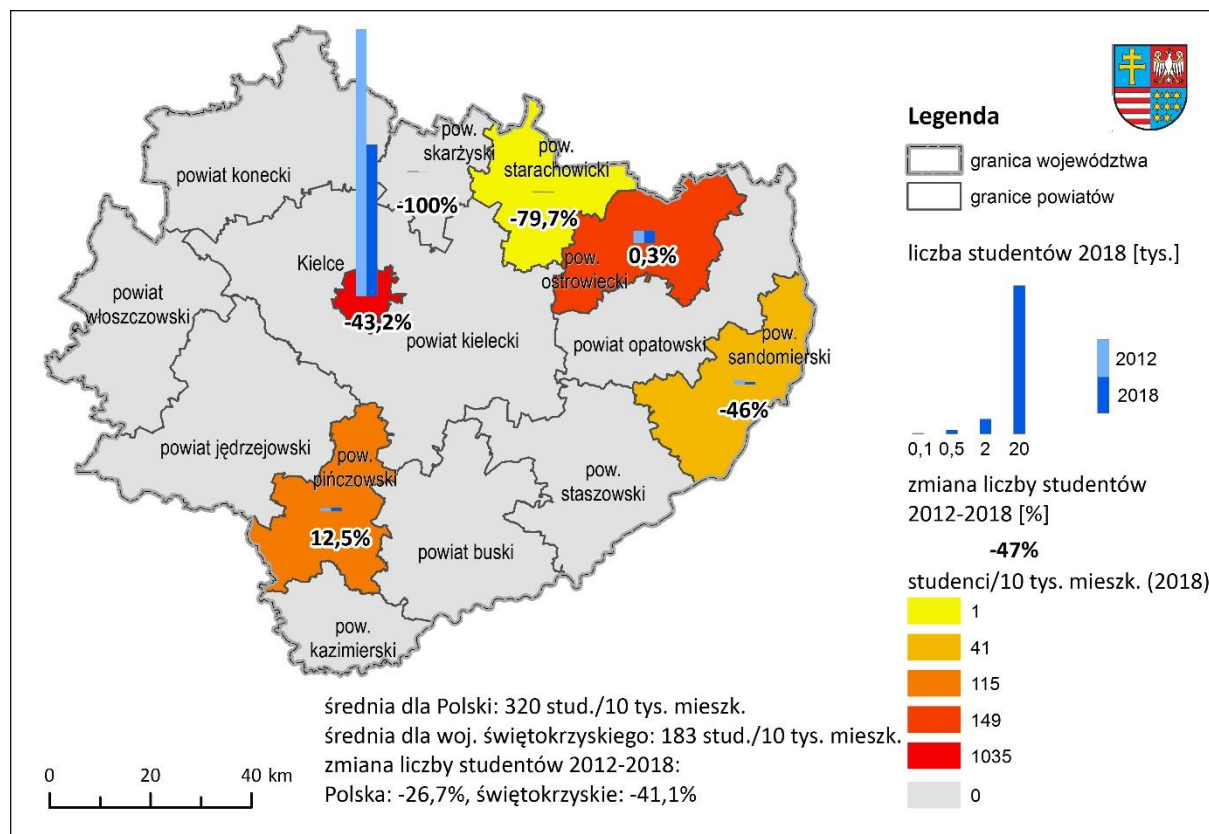 pow.
skarżyski
pow.
starachowicki
powiat konecki
-100%
-79,7%
0,3%
pow.
ostrowiecki
Kielce
-43,2%
powiat
włoszczowski
powiat kielecki
powiat opatowski
pow.
sandomierski
-46%
powiat jędrzejowski
pow.
pińczowski
12,5%
pow.
staszowski
powiat buski
pow.
kazimierski
średnia dla Polski: 320 stud./10 tys. mieszk.
średnia dla woj. świętokrzyskiego: 183 stud./10 tys. mieszk.
zmiana liczby studentów 2012-2018:
Polska: -26,7%, świętokrzyskie: -41,1%
0 20 40 km
Legenda
granica województwa
granice powiatów
liczba studentów 2018 [tys.]
2012
2018
0,1 0,5 2 20
zmiana liczby studentów
2012-2018 [%]
-47%
studenci/10 tys. mieszk. (2018)
1
41
115
149
1035
0